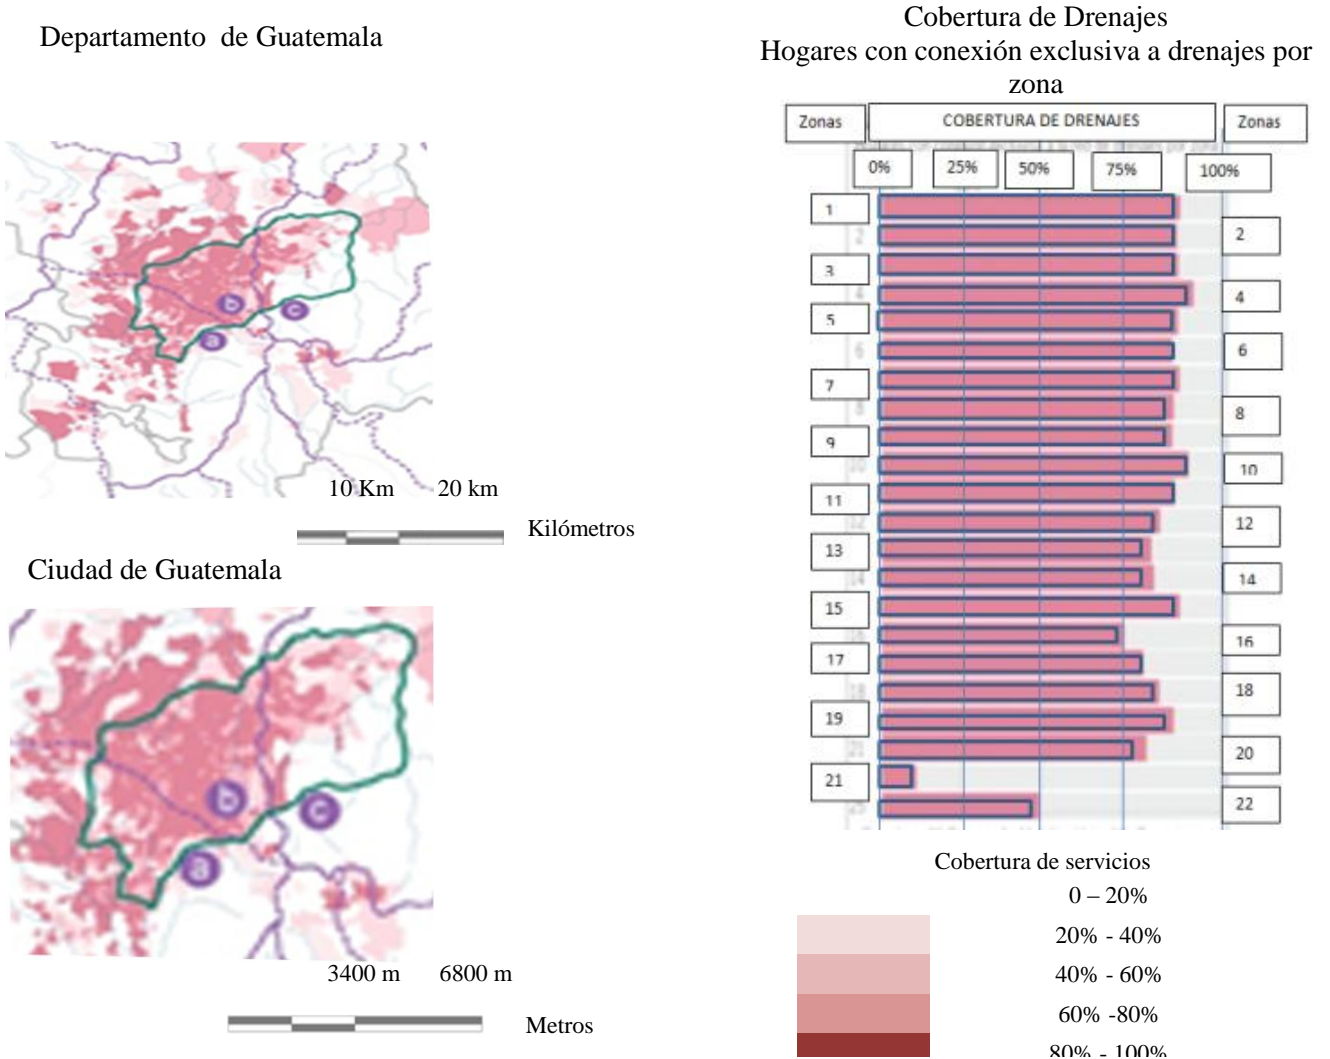 Departamento  de Guatemala
10 Km 20 km
Kilómetros
Ciudad de Guatemala
b
c
a
b
a
3400 m 6800 m
Metros
Cobertura de Drenajes
Hogares con conexión exclusiva a drenajes por
zona
Zonas COBERTURA DE DRENAJES Zonas
0% 25% 50% 75% 100%
1
2
3
4
5
6
7
8
9
10
11
12
13
14
15
16
17
18
19
20
21
22
Cobertura de servicios
0 – 20%
20% - 40%
40% - 60%
60% -80%
80% - 100%